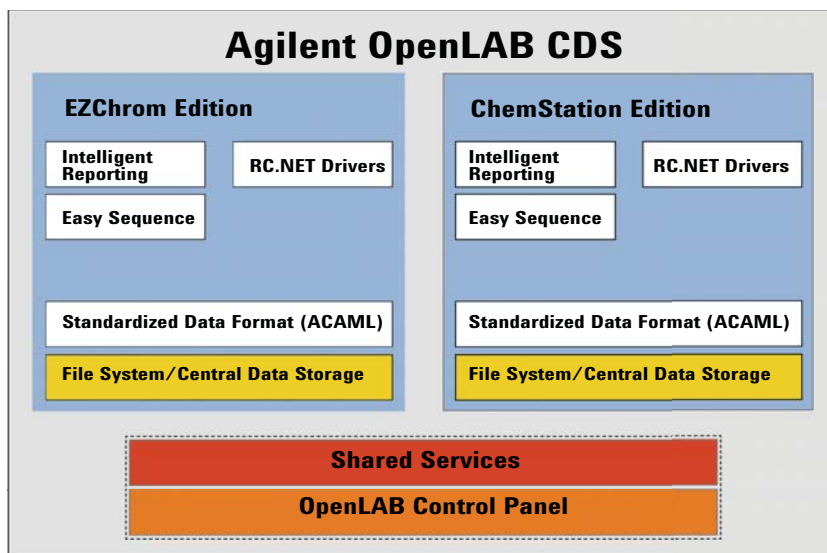 Agilent OpenLAB CDS
EZChrom Edition
Intelligent
Reporting
RC.NET Drivers
Easy Sequence
Standardized Data Format (ACAML)
File System/Central Data Storage
ChemStation Edition
Intelligent
Reporting
RC.NET Drivers
Easy Sequence
Standardized Data Format (ACAML)
File System/Central Data Storage
Shared Services
OpenLAB Control Panel